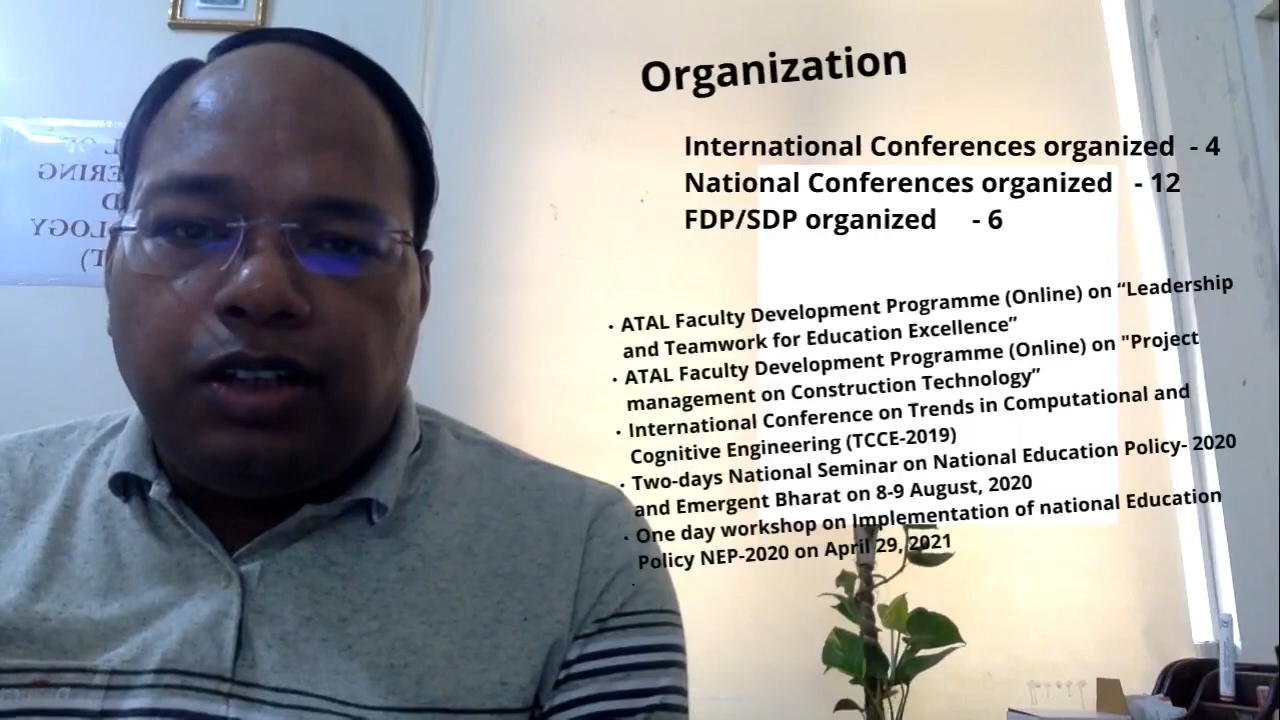 L OF
ERING
D
LOGY
T)
Organization
International Conferences organized - 4
National Conferences organized - 12
FDP/SDP organized - 6
• ATAL Faculty Development Programme (Online) on “Leadership
and Teamwork for Education Excellence”
• ATAL Faculty Development Programme (Online) on "Project
management on Construction Technology”
• International Conference on Trends in Computational and
Cognitive Engineering (TCCE-2019)
• Two-days National Seminar on National Education Policy- 2020
and Emergent Bharat on 8-9 August, 2020
• One day workshop on Implementation of national Education
Policy NEP-2020 on April 29, 2021
.